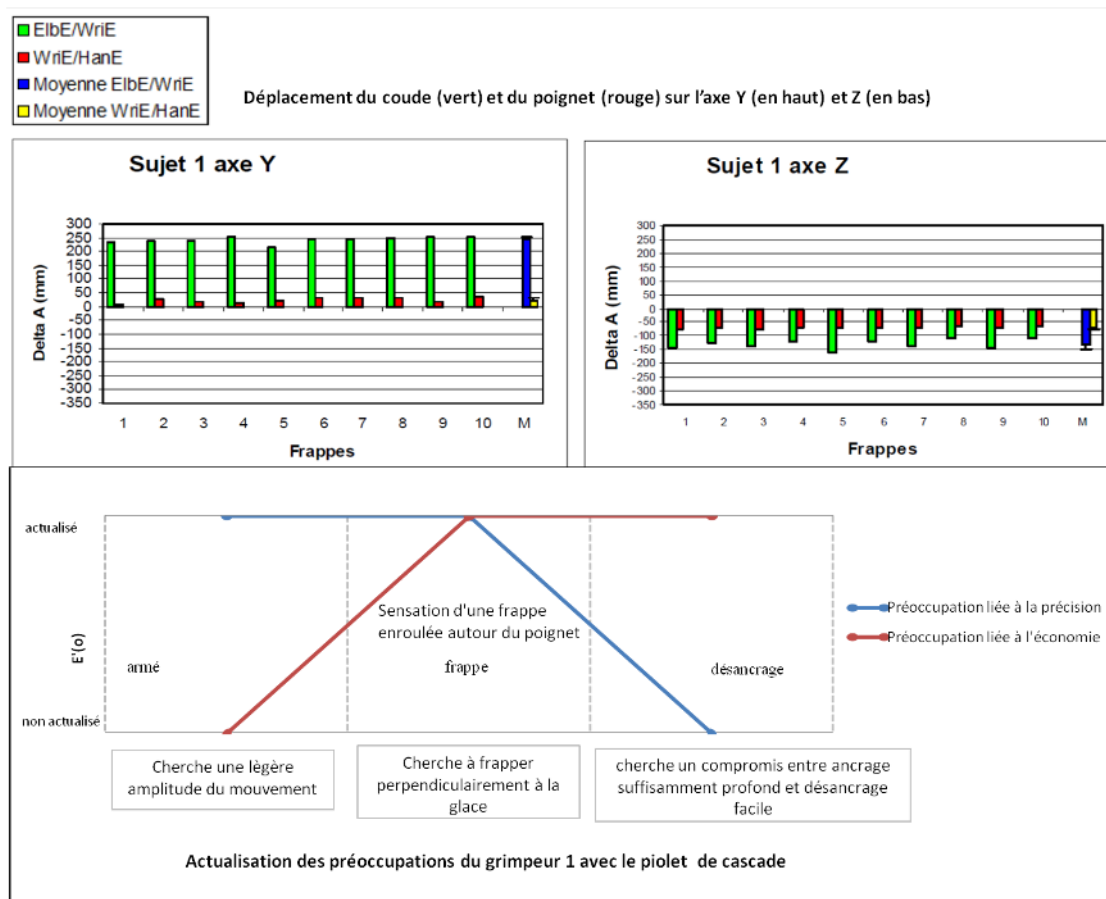 ElbE/WriE
WriE/HanE
Moyenne ElbE/WriE
Moyenne WriE/HanE
Déplacement du coude (vert) et du poignet (rouge) sur l'axe Y (en haut) et Z (en bas)
Sujet 1 axe Y
Delta A (mm)
300
250
200
150
100
50
0
-50
-100
-150
-200
-250
-300
-350
1 2 3 4 5 6 7 8 9 10 M
Frappes
Sujet 1 axe Z
Delta A (mm)
300
250
200
150
100
50
0
-50
-100
-150
-200
-250
-300
-350
1 2 3 4 5 6 7 8 9 10 M
Frappes
actualisé
E'(o)
non actualisé
Sensation d'une frappe
enroulée autour du poignet
armé
frappe
désancrage
Préoccupation liée à la précision
Préoccupation liée à l'économie
Cherche une lègère
amplitude du mouvement
Cherche à frapper
perpendiculairement à la
glace
cherche un compromis entre ancrage
suffisamment profond et désancrage
facile
Actualisation des préoccupations du grimpeur 1 avec le piolet de cascade